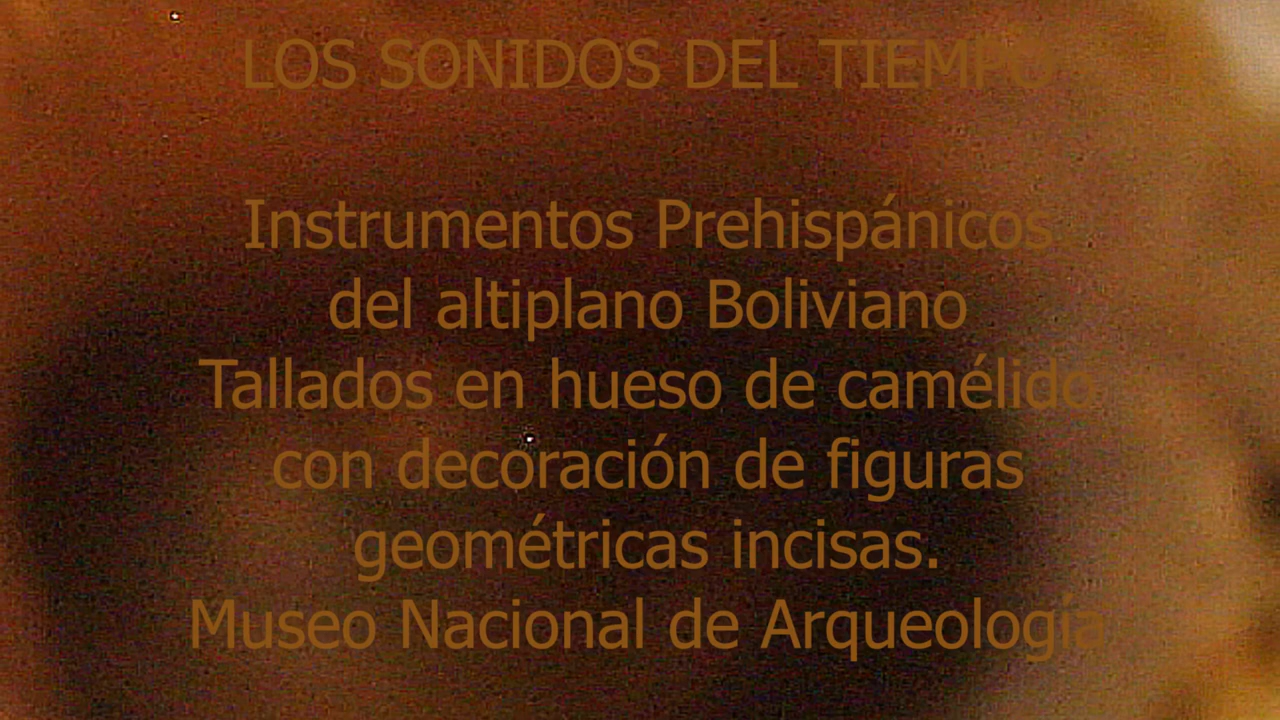 LOS SONIDOS DEL TIEMPO
Instrumentos Prehispánicos
del altiplano Boliviano
Tallados en hueso de camélido
con decoración de figuras
geométricas incisas.
Museo Nacional de Arqueología